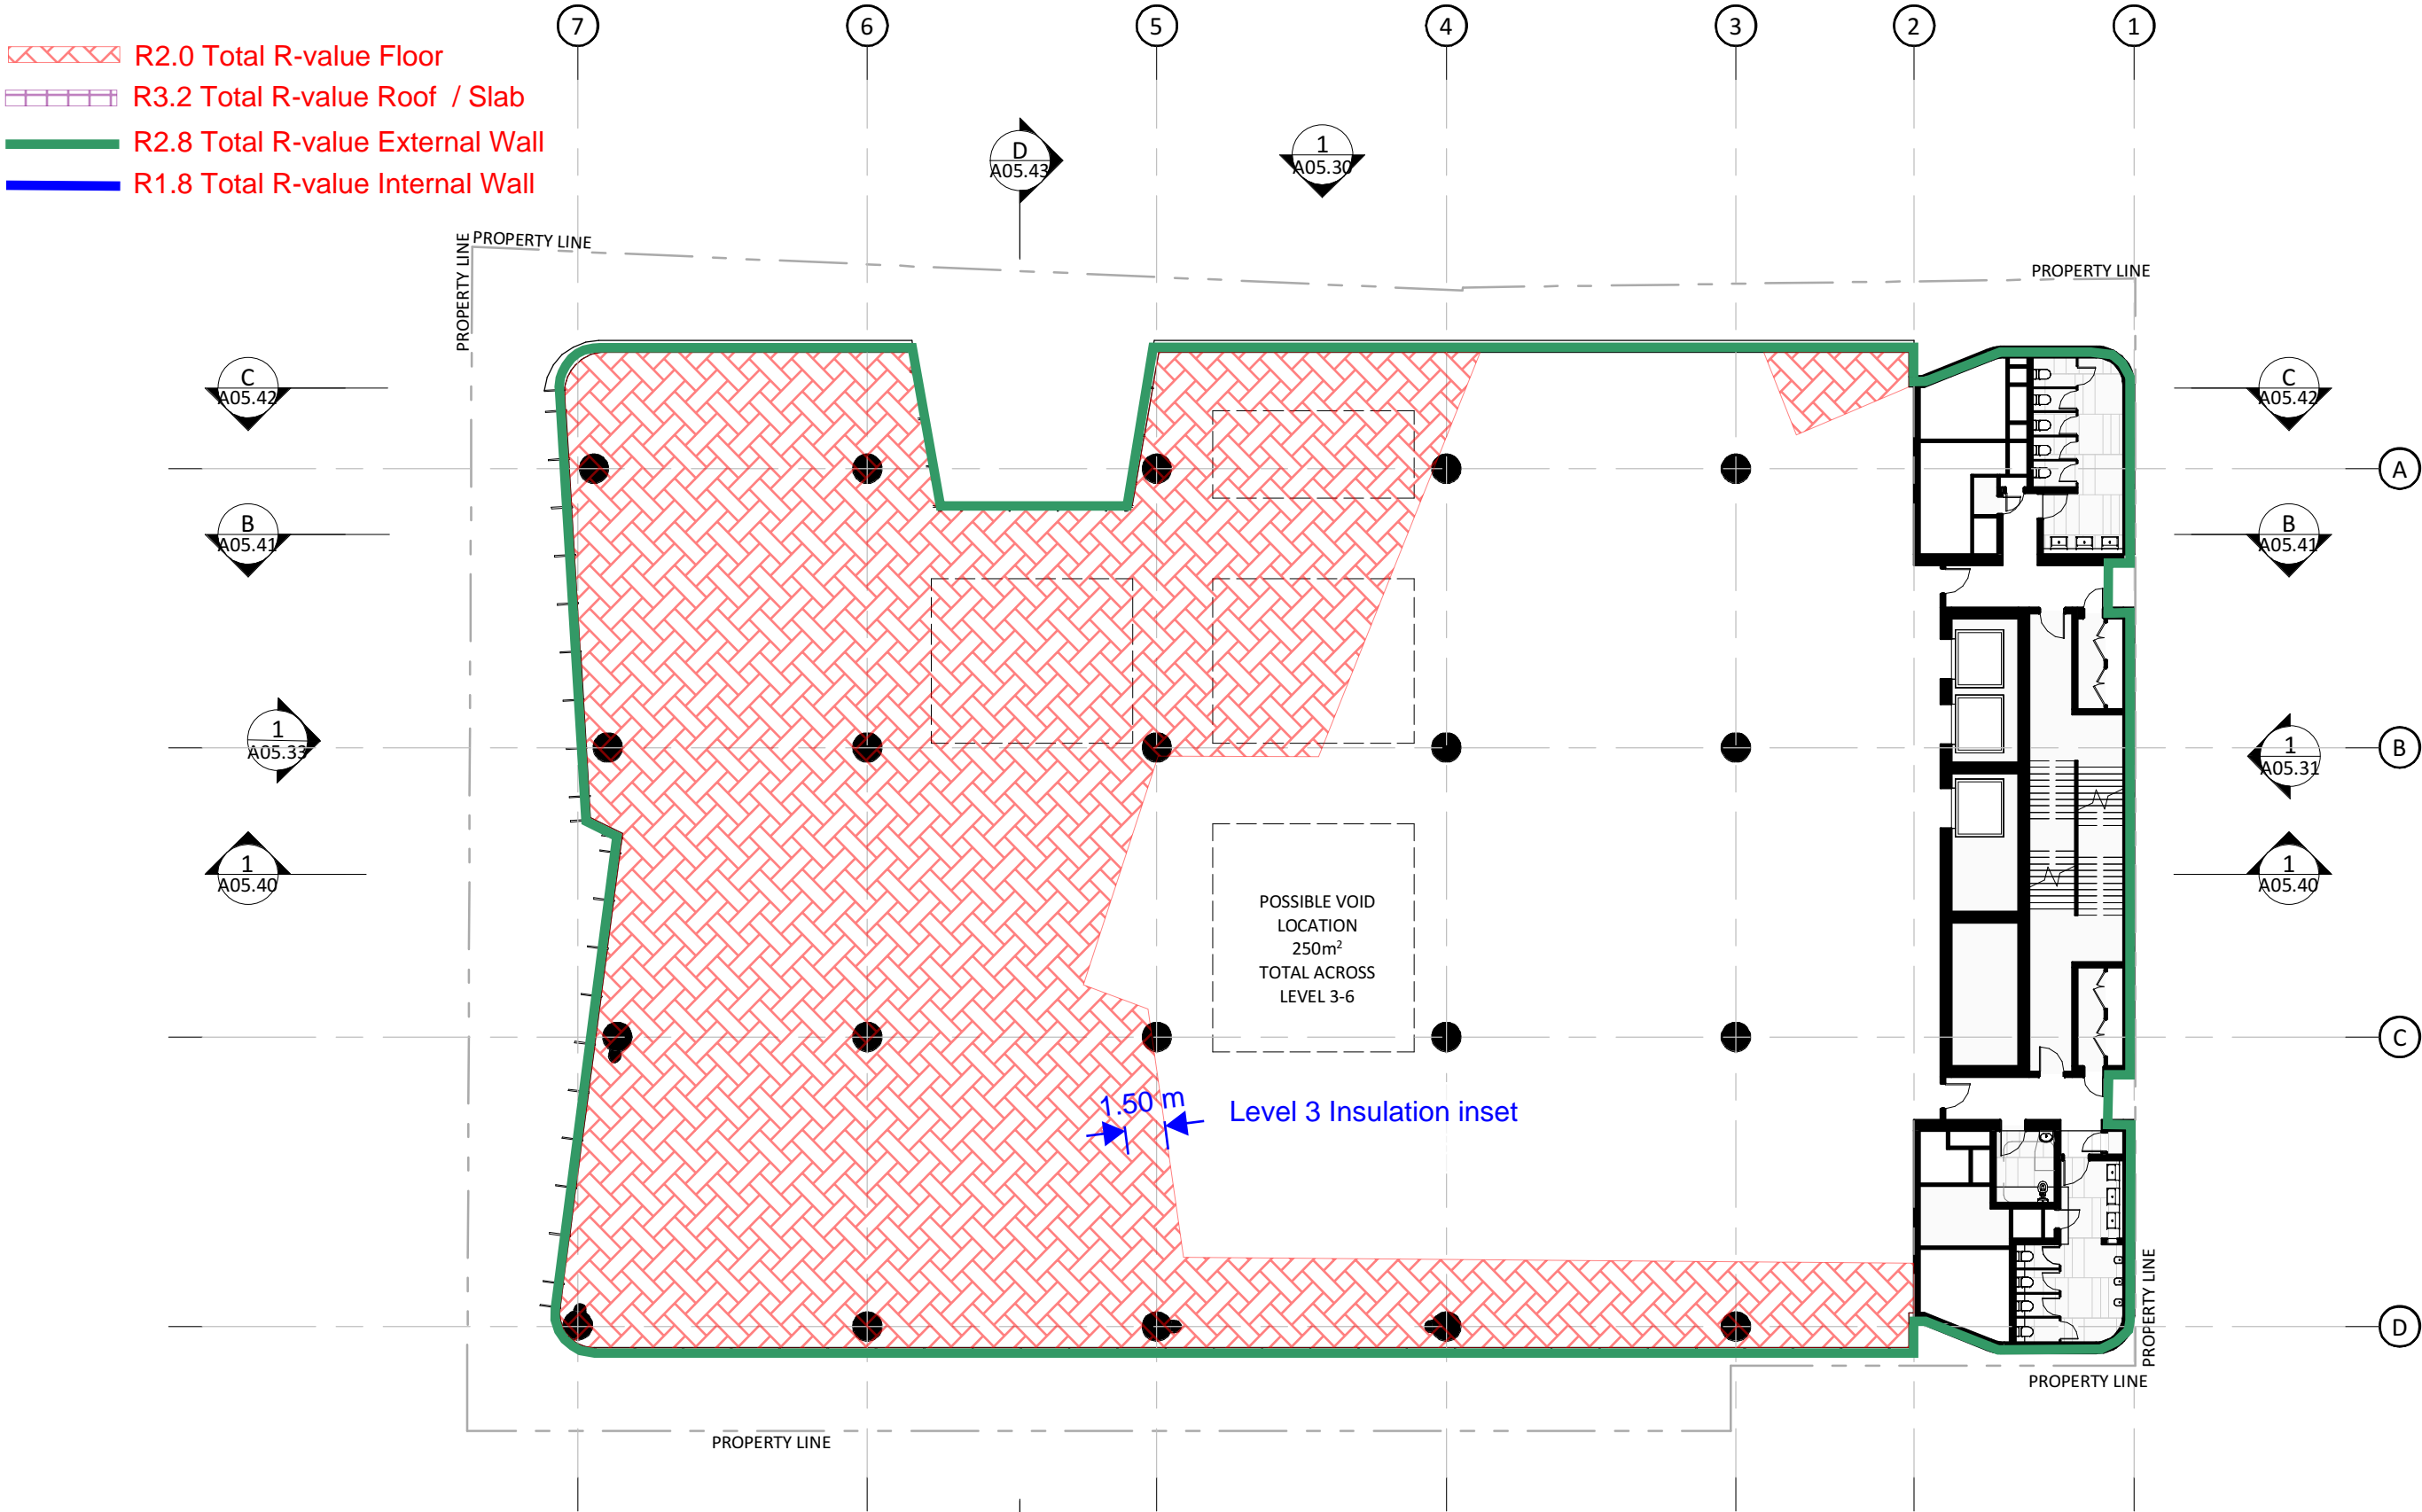 7 6 5 4 3 2 1
R2.0 Total R-value Floor
R3.2 Total R-value Roof / Slab
R2.8 Total R-value External Wall
R1.8 Total R-value Internal Wall
D
A05.43
1
A05.30
PROPERTY LINE
PROPERTY LINE
PROPERTY LINE
C
A05.42
C
A05.42
A
B
A05.41
B
A05.41
1
A05.33
1
A05.31
B
1
A05.40
1
A05.40
POSSIBLE VOID
LOCATION
250m²
TOTAL ACROSS
LEVEL 3-6
C
1.50 m
Level 3 Insulation inset
D
PROPERTY LINE
PROPERTY LINE
PROPERTY LINE